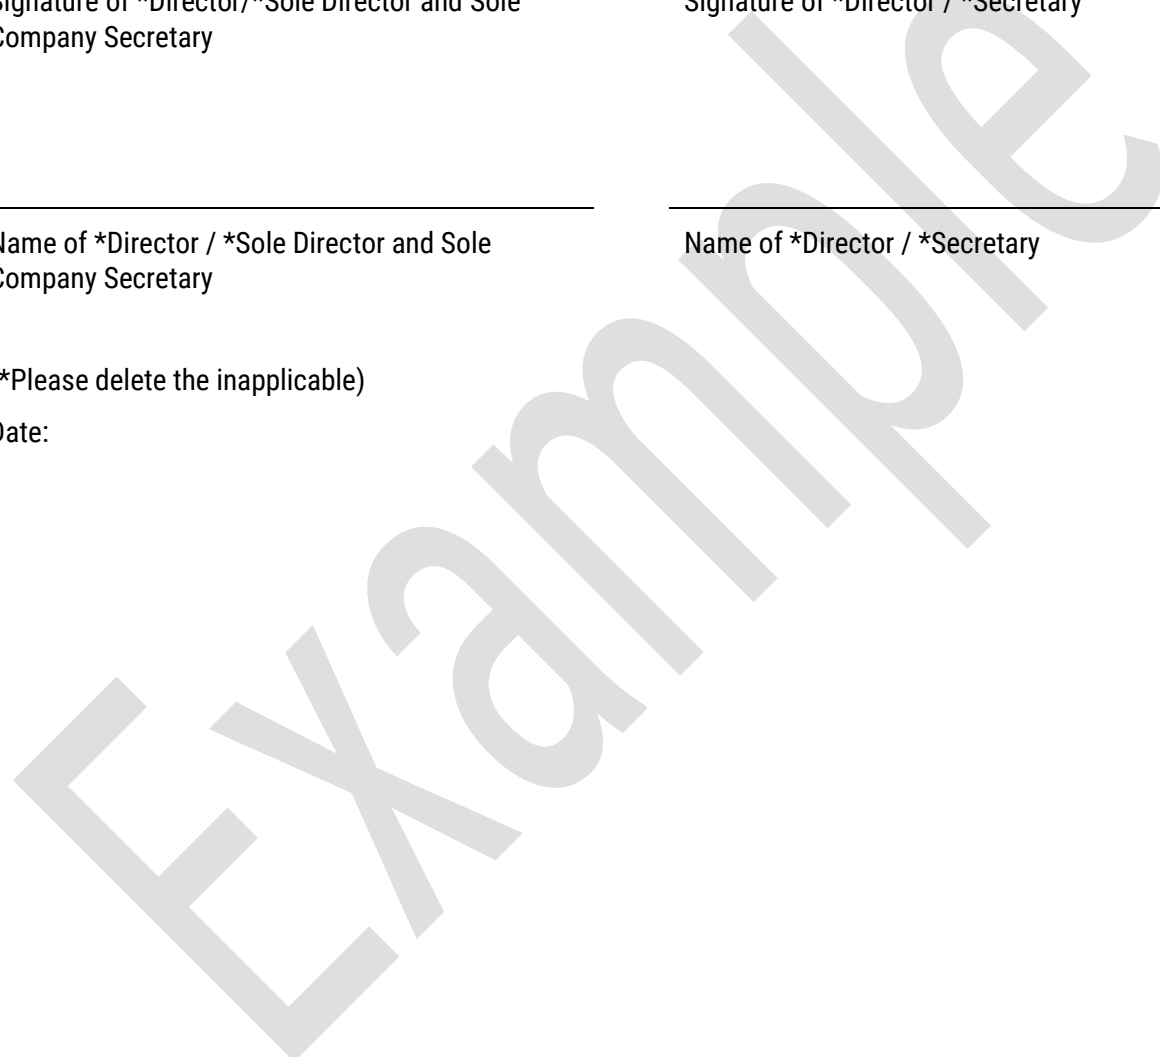 Signature of *Director/*Sole Director and Sole
Company Secretary
Signature of *Director / *Secretary
Name of *Director / *Sole Director and Sole
Company Secretary
Name of *Director / *Secretary
*Please delete the inapplicable)
Date:
Example